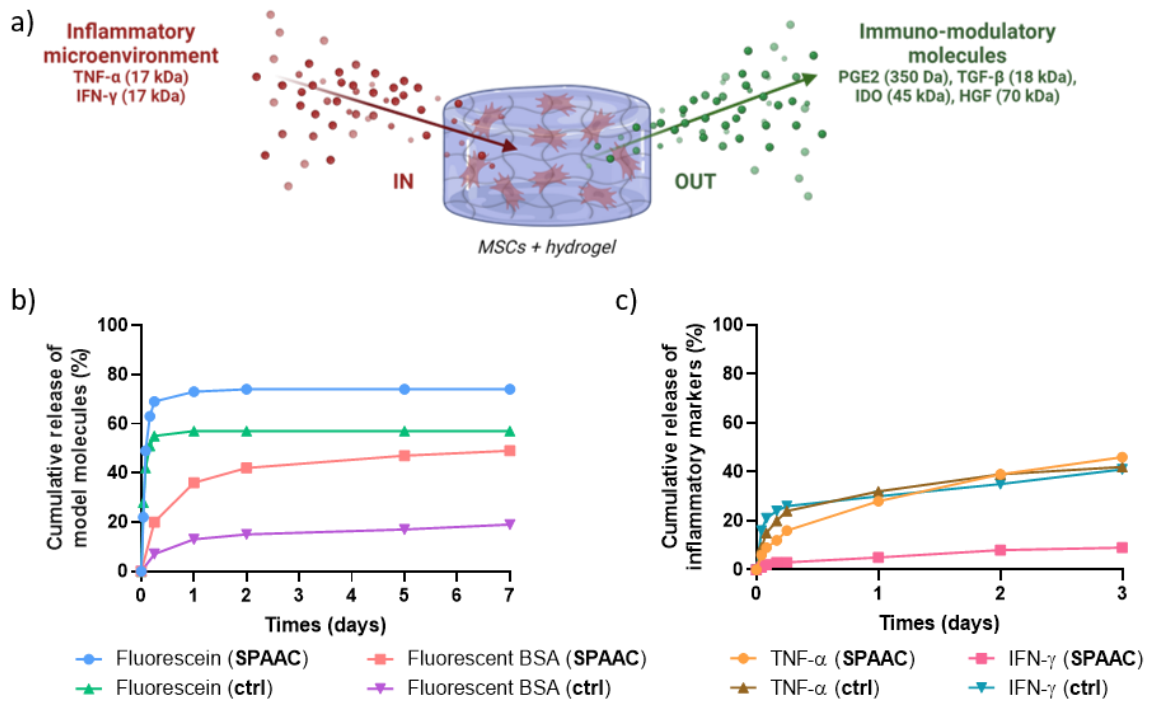 a)
Inflammatory
microenvironment
TNF-α (17 kDa)
IFN-γ (17 kDa)
IN
Immuno-modulatory
molecules
PGE2 (350 Da), TGF-β (18 kDa),
IDO (45 kDa), HGF (70 kDa)
OUT
MSCs + hydrogel
b)
Cumulative release of
model molecules (%)
100
80
60
40
20
0
0 1 2 3 4 5 6 7
Times (days)
Fluorescein (SPAAC)
Fluorescent BSA (SPAAC)
Fluorescein (ctrl)
Fluorescent BSA (ctrl)
c)
Cumulative release of
inflammatory markers (%)
100
80
60
40
20
0
0 1 2 3
Times (days)
TNF-α (SPAAC)
IFN-γ (SPAAC)
TNF-α (ctrl)
IFN-γ (ctrl)